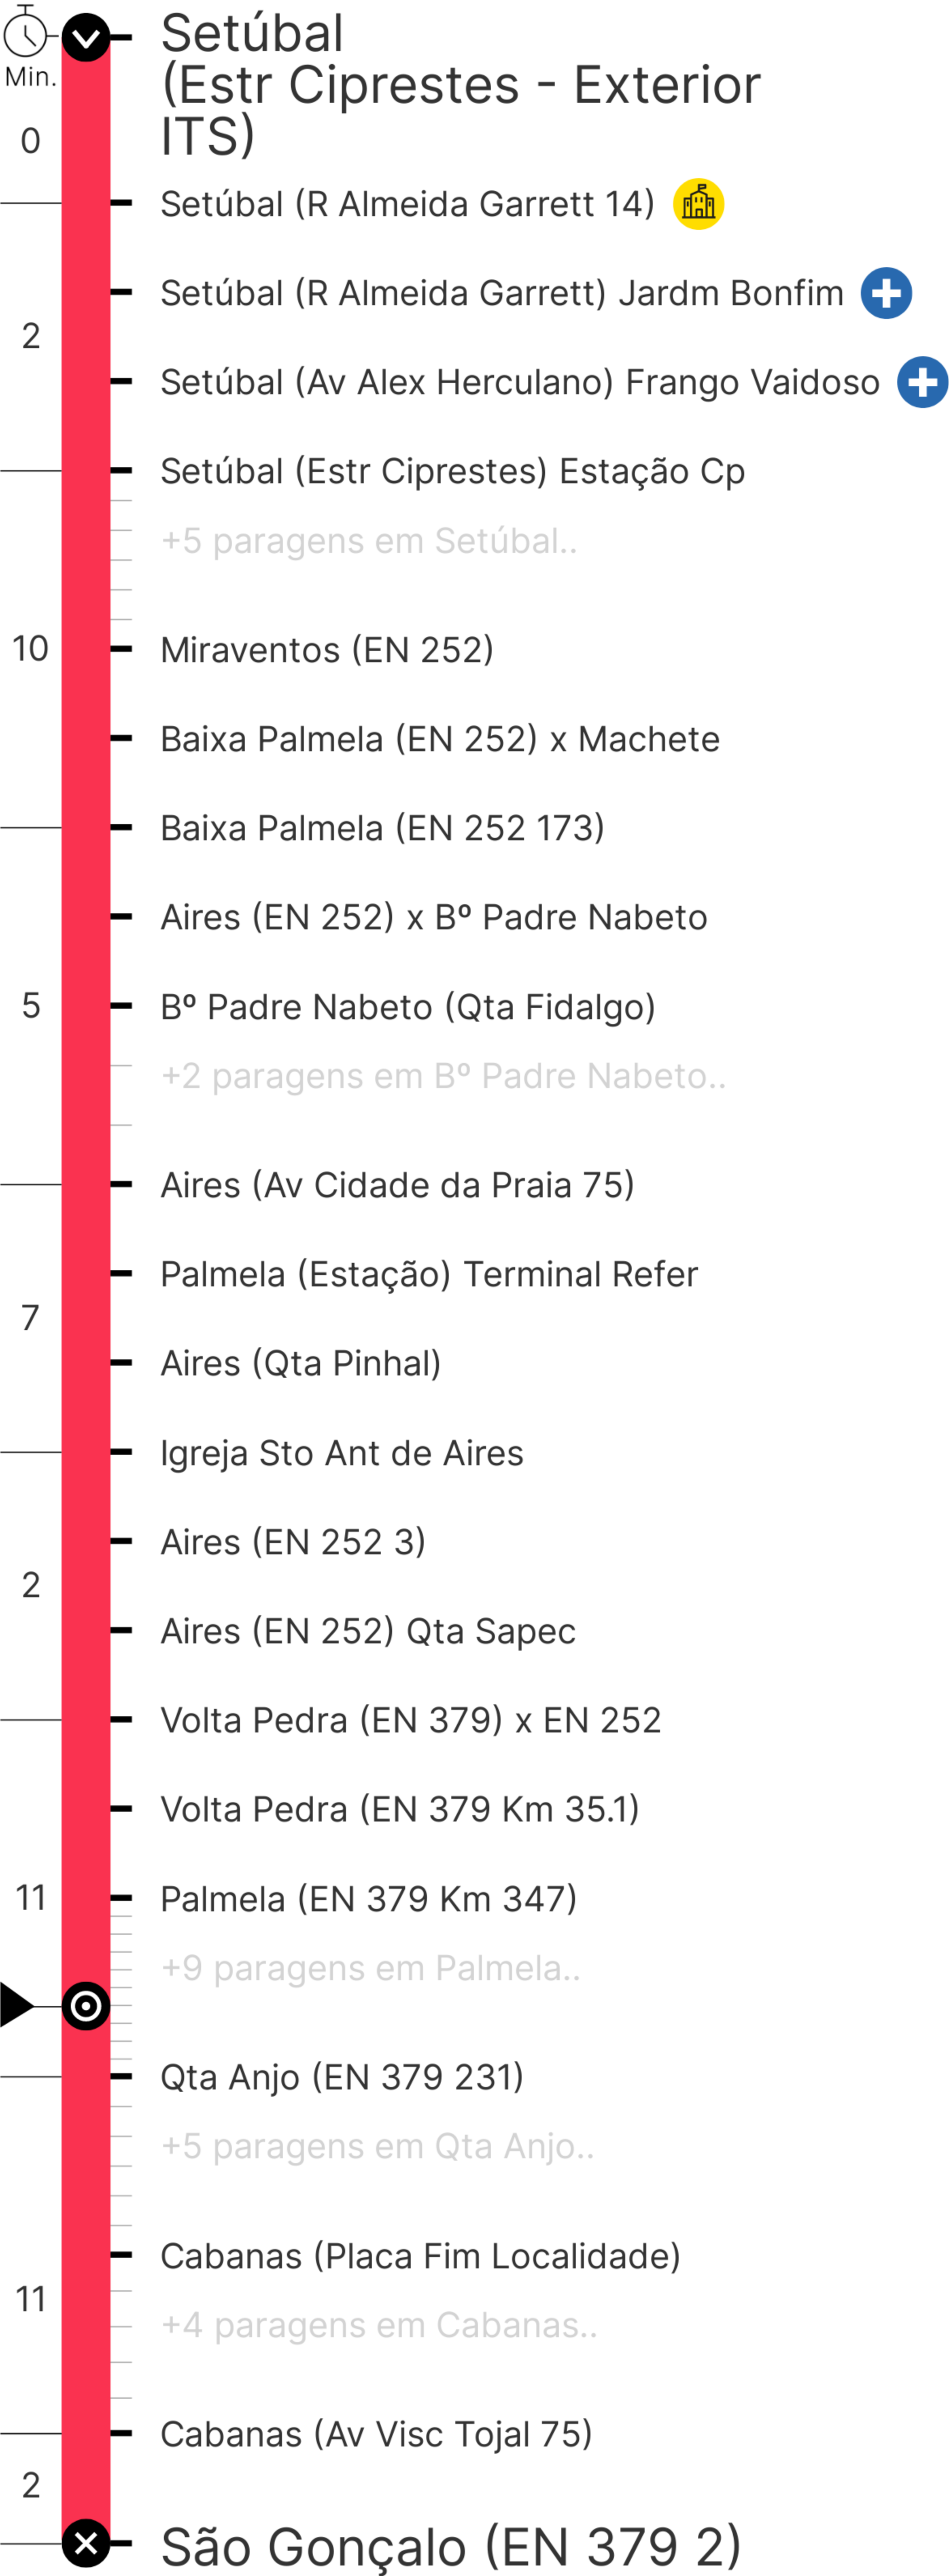 Setúbal
(Estr Ciprestes - Exterior
ITS)
Min.
0
Setúbal (R Almeida Garrett 14)
Setúbal (R Almeida Garrett) Jardm Bonfim
2
Setúbal (Av Alex Herculano) Frango Vaidoso
Setúbal (Estr Ciprestes) Estação Cp
+5 paragens em Setúbal..
10
Miraventos (EN 252)
Baixa Palmela (EN 252) x Machete
Baixa Palmela (EN 252 173)
Aires (EN 252) x Bº Padre Nabeto
5
Bº Padre Nabeto (Qta Fidalgo)
+2 paragens em Bº Padre Nabeto..
Aires (Av Cidade da Praia 75)
Palmela (Estação) Terminal Refer
7
Aires (Qta Pinhal)
Igreja Sto Ant de Aires
Aires (EN 252 3)
2
Aires (EN 252) Qta Sapec
Volta Pedra (EN 379) x EN 252
Volta Pedra (EN 379 Km 35.1)
11
Palmela (EN 379 Km 347)
+9 paragens em Palmela..
Qta Anjo (EN 379 231)
+5 paragens em Qta Anjo..
Cabanas (Placa Fim Localidade)
11
+4 paragens em Cabanas..
Cabanas (Av Visc Tojal 75)
2
São Gonçalo (EN 379 2)